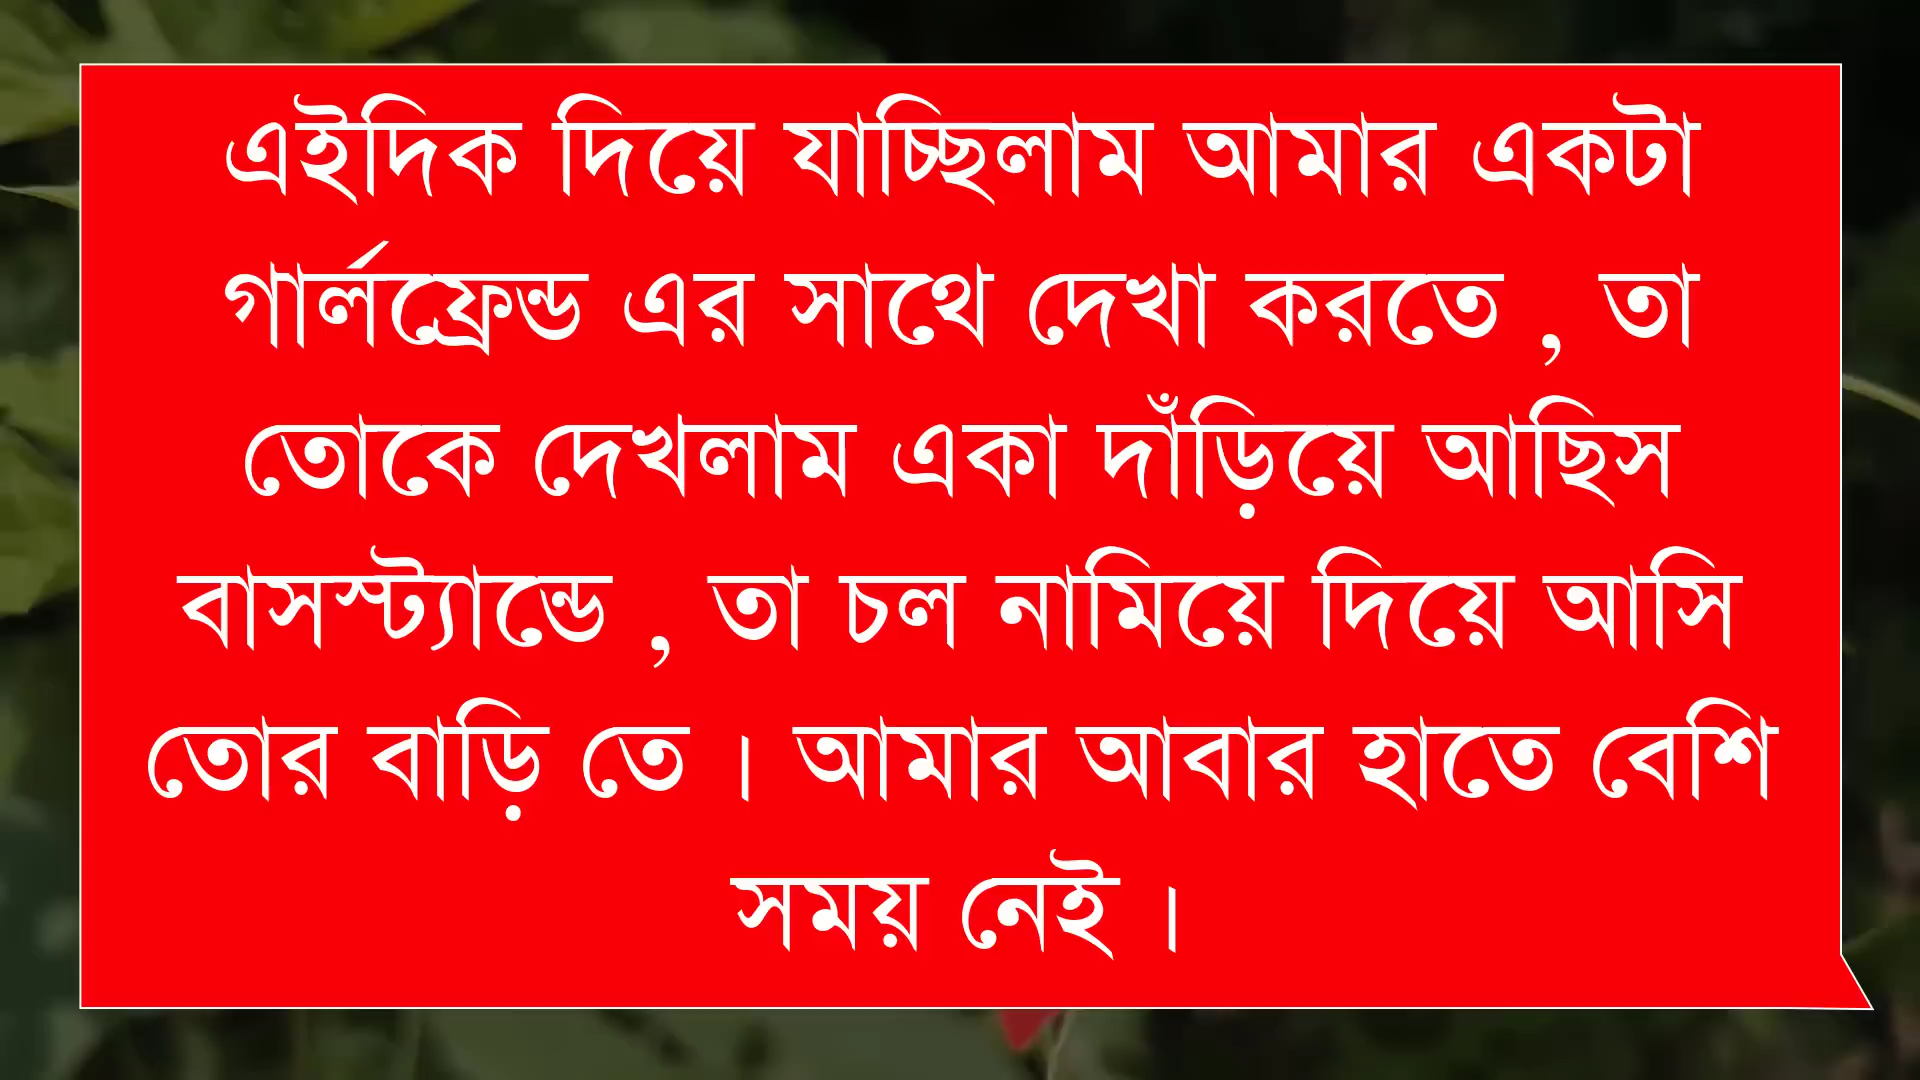 এইদিক দিয়ে যাচ্ছিলাম আমার একটা
গার্লফ্রেন্ড এর সাথে দেখা করতে , তা
তোকে দেখলাম একা দাঁড়িয়ে আছিস
বাসস্ট্যান্ডে , তা চল নামিয়ে দিয়ে আসি
তোর বাড়ি তে । আমার আবার হাতে বেশি
সময় নেই ।